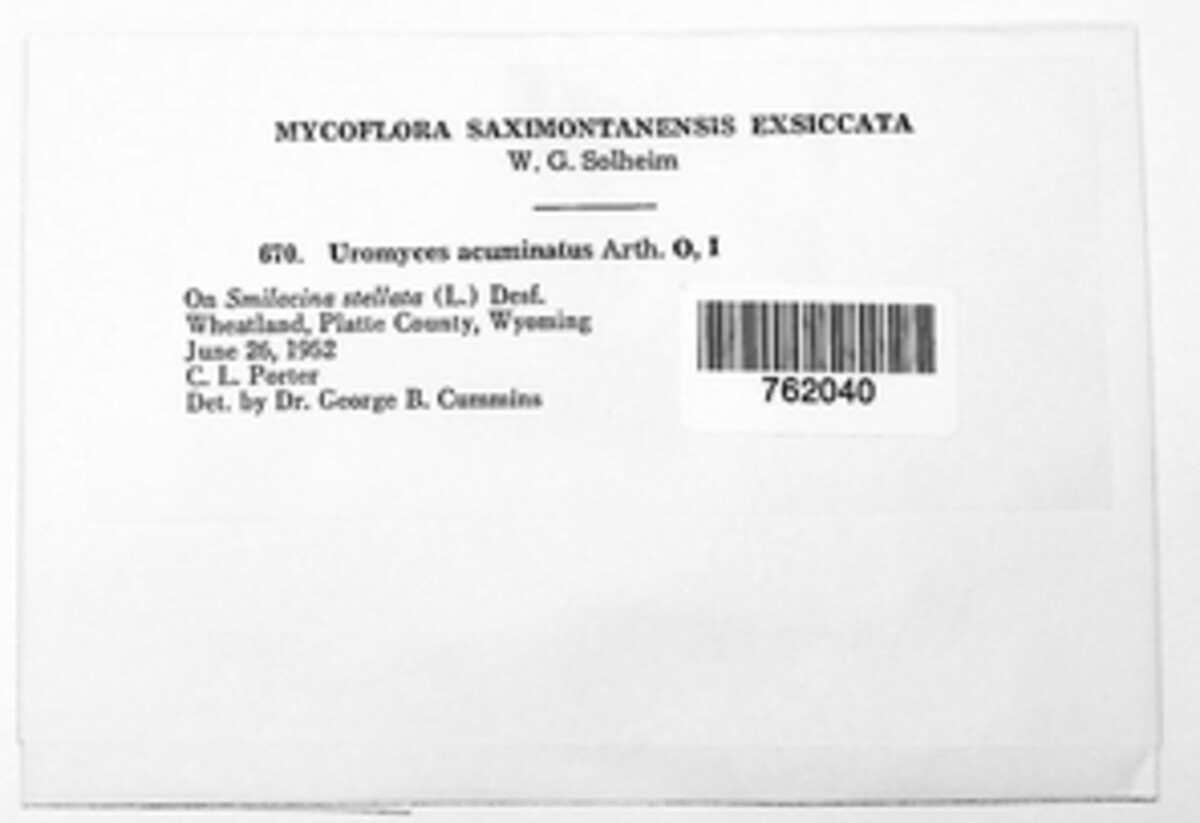 MYCOFLORA SAXIMONTANENSIS EXSICCATA
W. G. Solheim
670. Uromyces acuminatus Arth. O, I
On Smilacina stellata (L.) Desf.
Wheatland, Platte County, Wyoming
June 26, 1952
C. L. Porter
Det. by Dr. George B. Cummins
762040